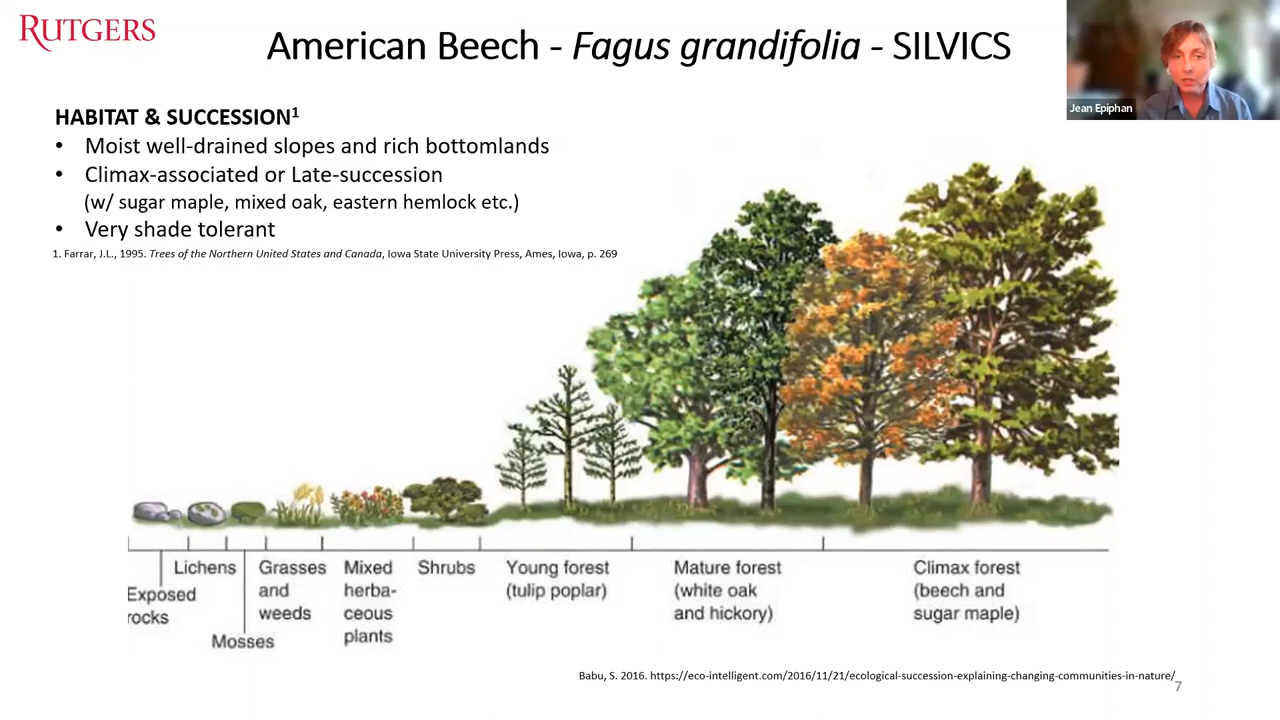 RUTGERS
American Beech - Fagus grandifolia - SILVICS
Jean Epiphan
HABITAT & SUCCESSION1
• Moist well-drained slopes and rich bottomlands
• Climax-associated or Late-succession
(w/ sugar maple, mixed oak, eastern hemlock etc.)
• Very shade tolerant
1. Farrar, J.L., 1995. Trees of the Northern United States and Canada, Iowa State University Press, Ames, Iowa, p. 269
Exposed
rocks
Lichens
Mosses
Grasses
and
weeds
Mixed
herba-
ceous
plants
Shrubs
Young forest
(tulip poplar)
Mature forest
(white oak
and hickory)
Climax forest
(beech and
sugar maple)
Babu, S. 2016. https://eco-intelligent.com/2016/11/21/ecological-succession-explaining-changing-communities-in-nature/
7